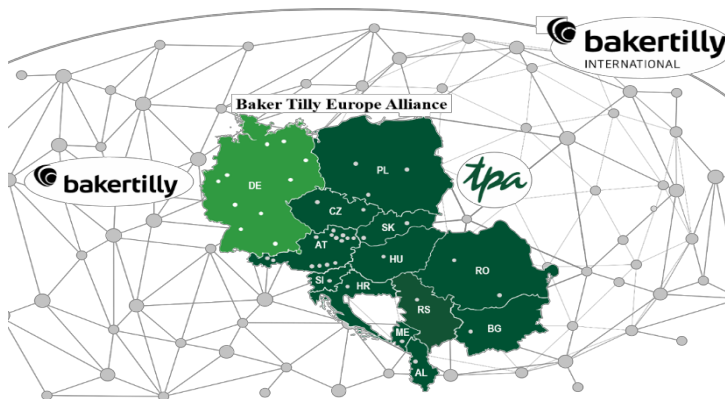 bakertilly
INTERNATIONAL
Baker Tilly Europe Alliance
bakertilly
tpa
DE
PL
CZ
SK
AT
HU
RO
SI
HR
RS
ME
BG
AL